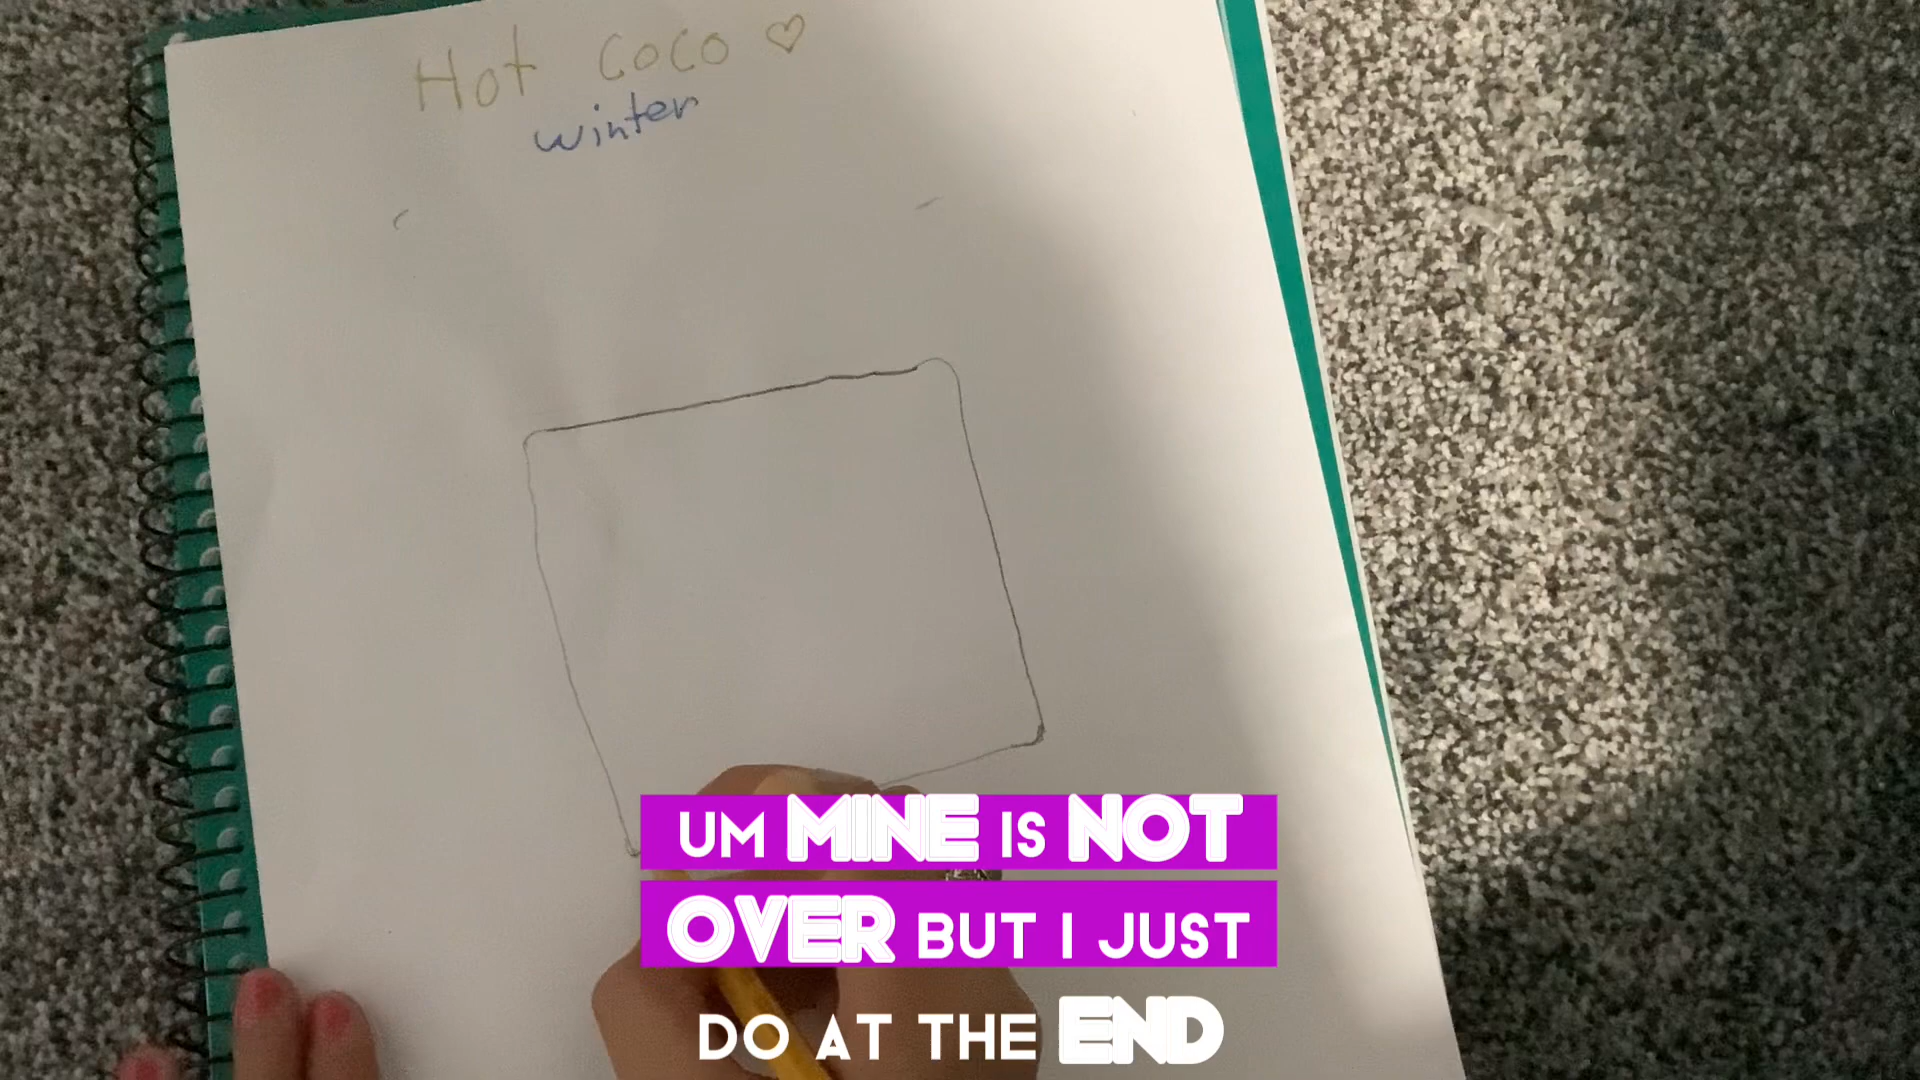 Hot coco ♡
winter
UM MINE IS NOT
OVER BUT I JUST
DO AT THE END